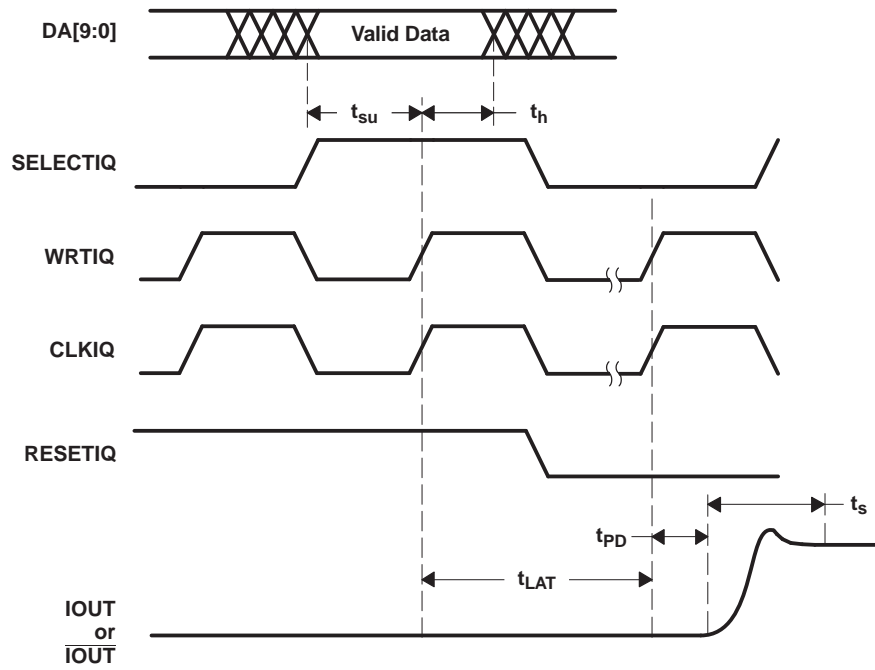 DA[9:0]
Valid Data
tsu
th
SELECTIQ
WRTIQ
CLKIQ
RESETIQ
ts
tPD
tLAT
IOUT
or
IOUT